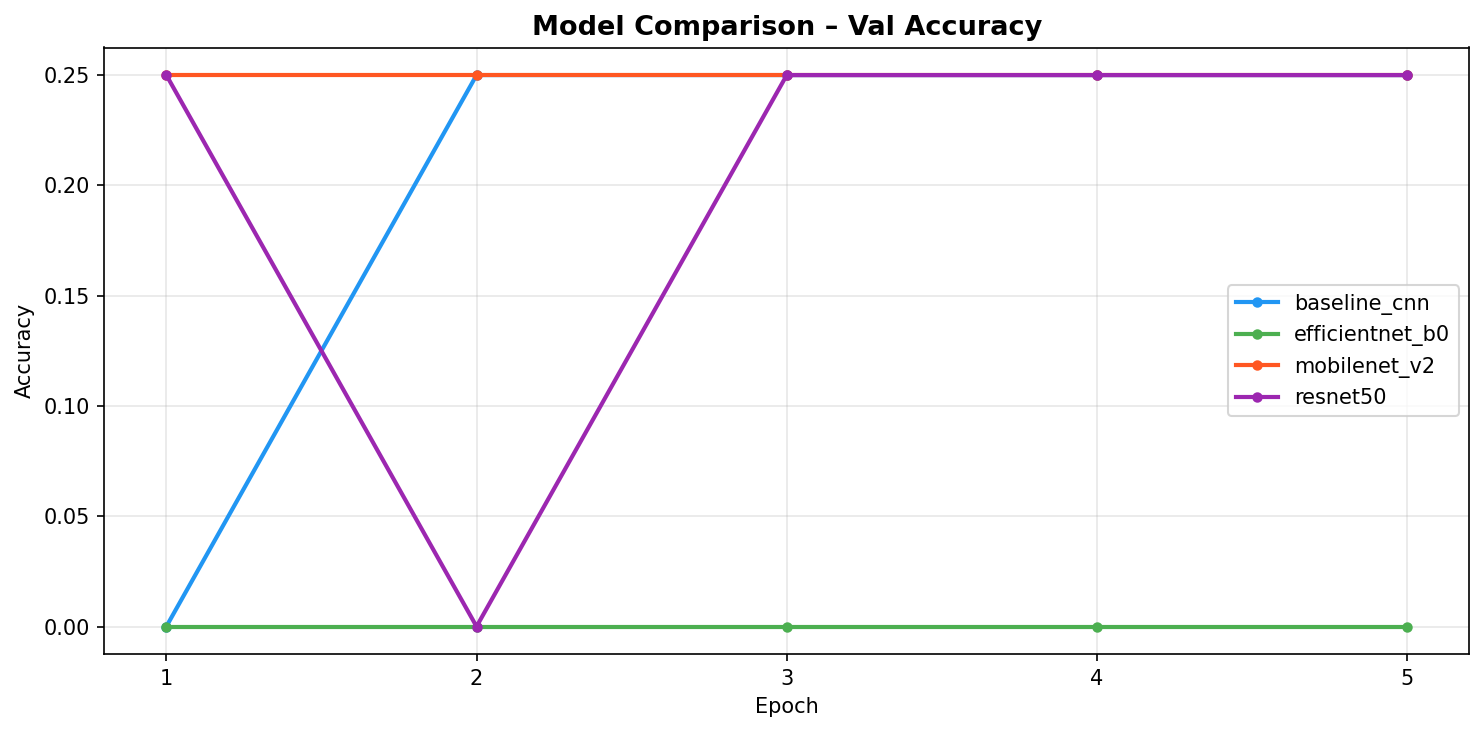 Model Comparison – Val Accuracy
Accuracy
0.25
0.20
0.15
0.10
0.05
0.00
baseline_cnn
efficientnet_b0
mobilenet_v2
resnet50
1 2 3 4 5
Epoch